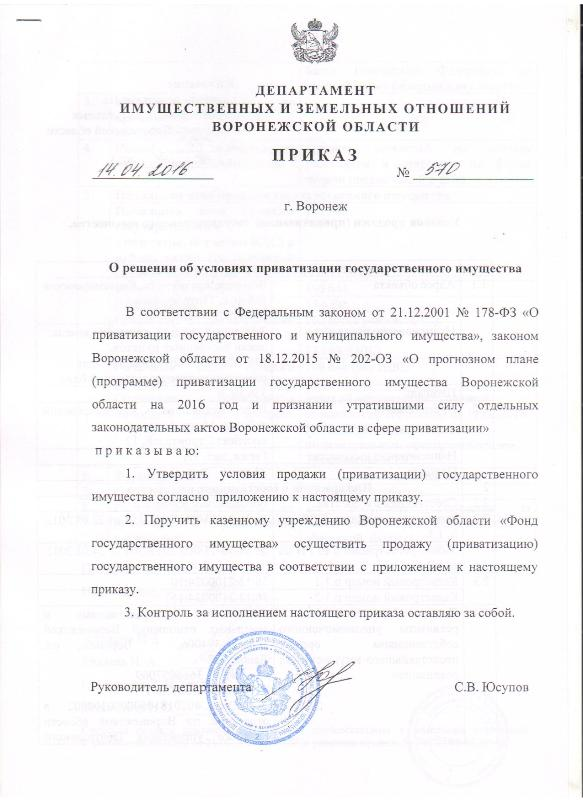 ДЕПАРТАМЕНТ
ИМУЩЕСТВЕННЫХ И ЗЕМЕЛЬНЫХ ОТНОШЕНИЙ
ВОРОНЕЖСКОЙ ОБЛАСТИ
ПРИКАЗ
14.04.2016 № 570
г. Воронеж
О решении об условиях приватизации государственного имущества
В соответствии с Федеральным законом от 21.12.2001 № 178-ФЗ «О
приватизации государственного и муниципального имущества», законом
Воронежской области от 18.12.2015 № 202-ОЗ «О прогнозном плане
(программе) приватизации государственного имущества Воронежской
области на 2016 год и признании утратившими силу отдельных
законодательных актов Воронежской области в сфере приватизации»
п р и к а з ы в а ю:
1. Утвердить условия продажи (приватизации) государственного
имущества согласно приложению к настоящему приказу.
2. Поручить казенному учреждению Воронежской области «Фонд
государственного имущества» осуществить продажу (приватизацию)
государственного имущества в соответствии с приложением к настоящему
приказу.
3. Контроль за исполнением настоящего приказа оставляю за собой.
Руководитель департамента С.В. Юсупов